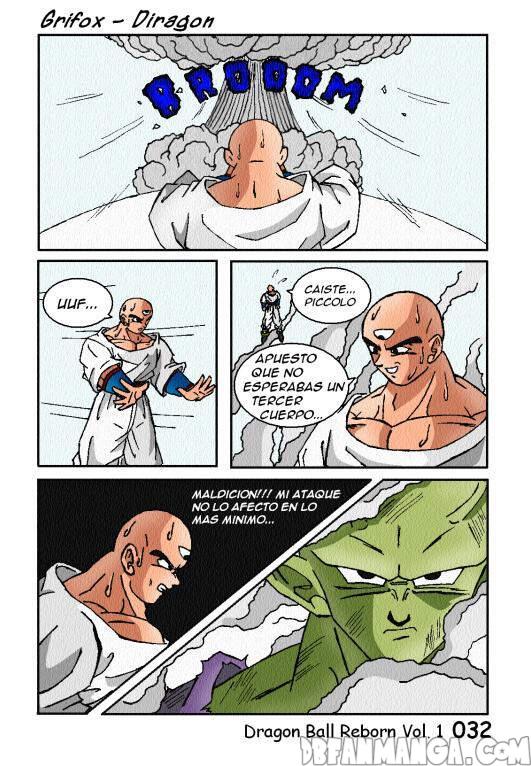 Grifox - Diragon
BROOOM
UUF...
CAISTE...
PICCOLO
APUESTO
QUE NO
ESPERABAS UN
TERCER
CUERPO...
MALDICION!!! MI ATAQUE
NO LO AFECTO EN LO
MAS MINIMO...
Dragon Ball Reborn Vol. 1 032
DBFANMANGA.COM